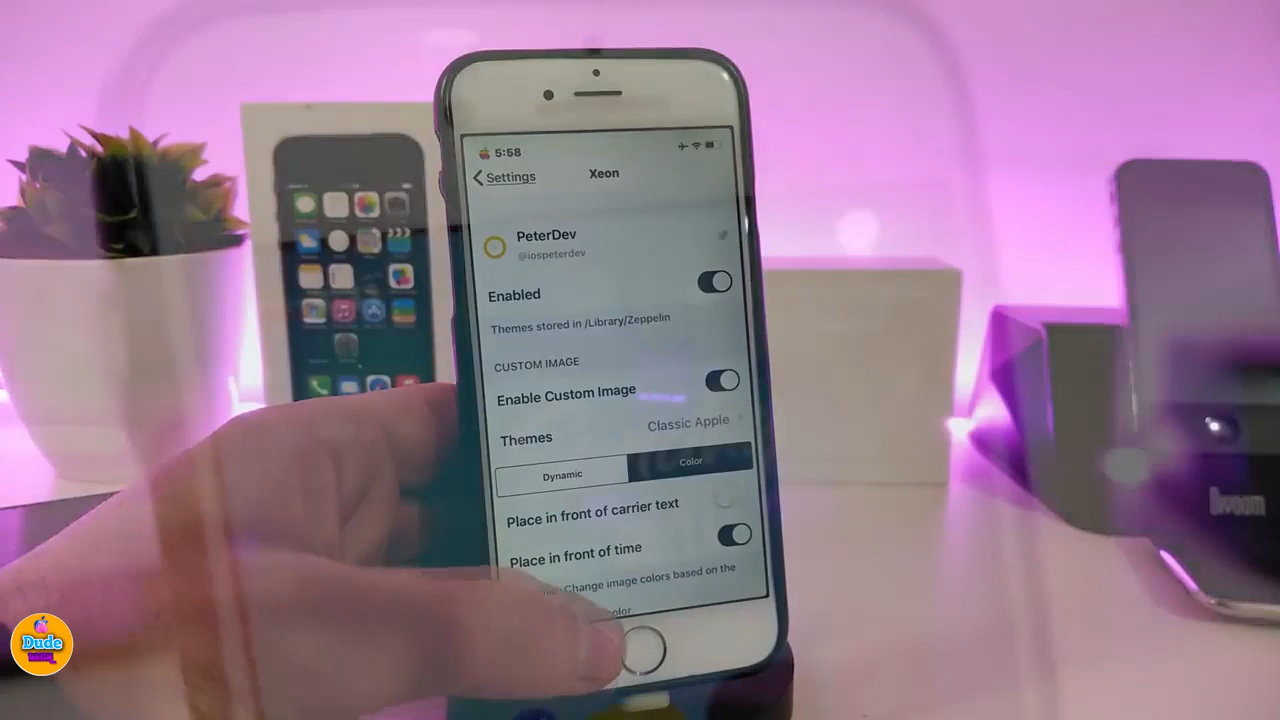 5:58
Settings
Xeon
PeterDev
@iospeterdev
Enabled
Themes stored in /Library/Zeppelin
CUSTOM IMAGE
Enable Custom Image
Themes
Classic Apple
Dynamic
Color
Place in front of carrier text
Place in front of time
Change image colors based on the
color
Divoom
Dude